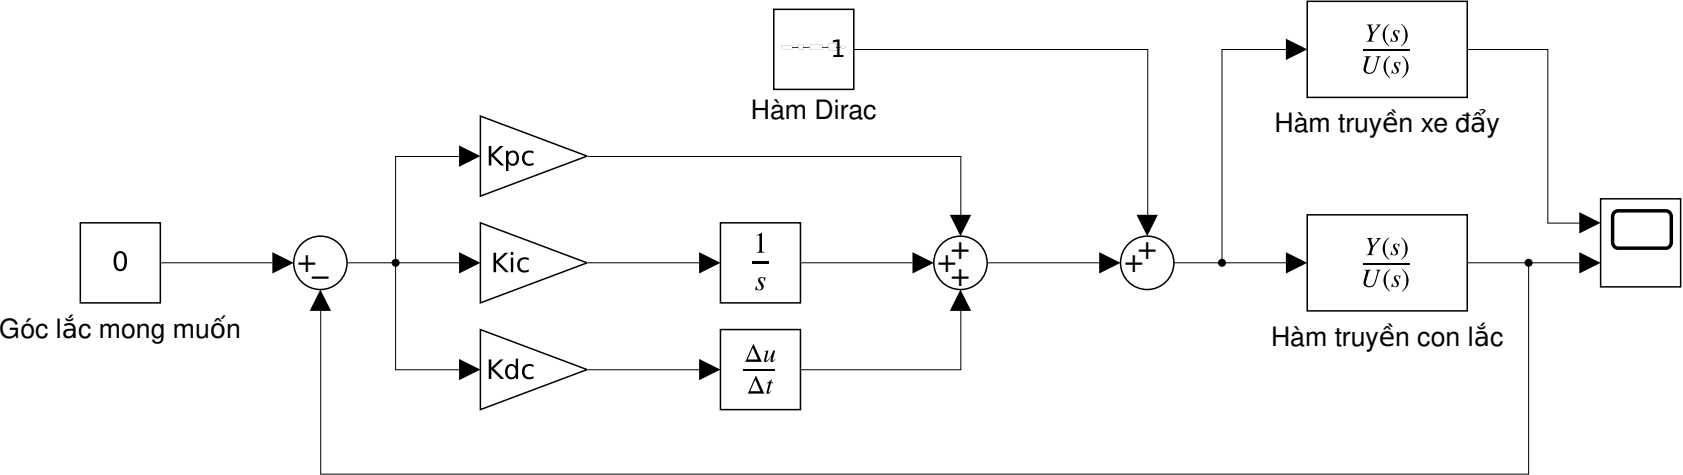 1
Hàm Dirac
Y(s)
U(s)
Hàm truyền xe đẩy
Kpc
0
Góc lắc mong muốn
+
−
Kic
1
s
+
+
+
+
+
Y(s)
U(s)
Hàm truyền con lắc
Kdc
Δu
Δt